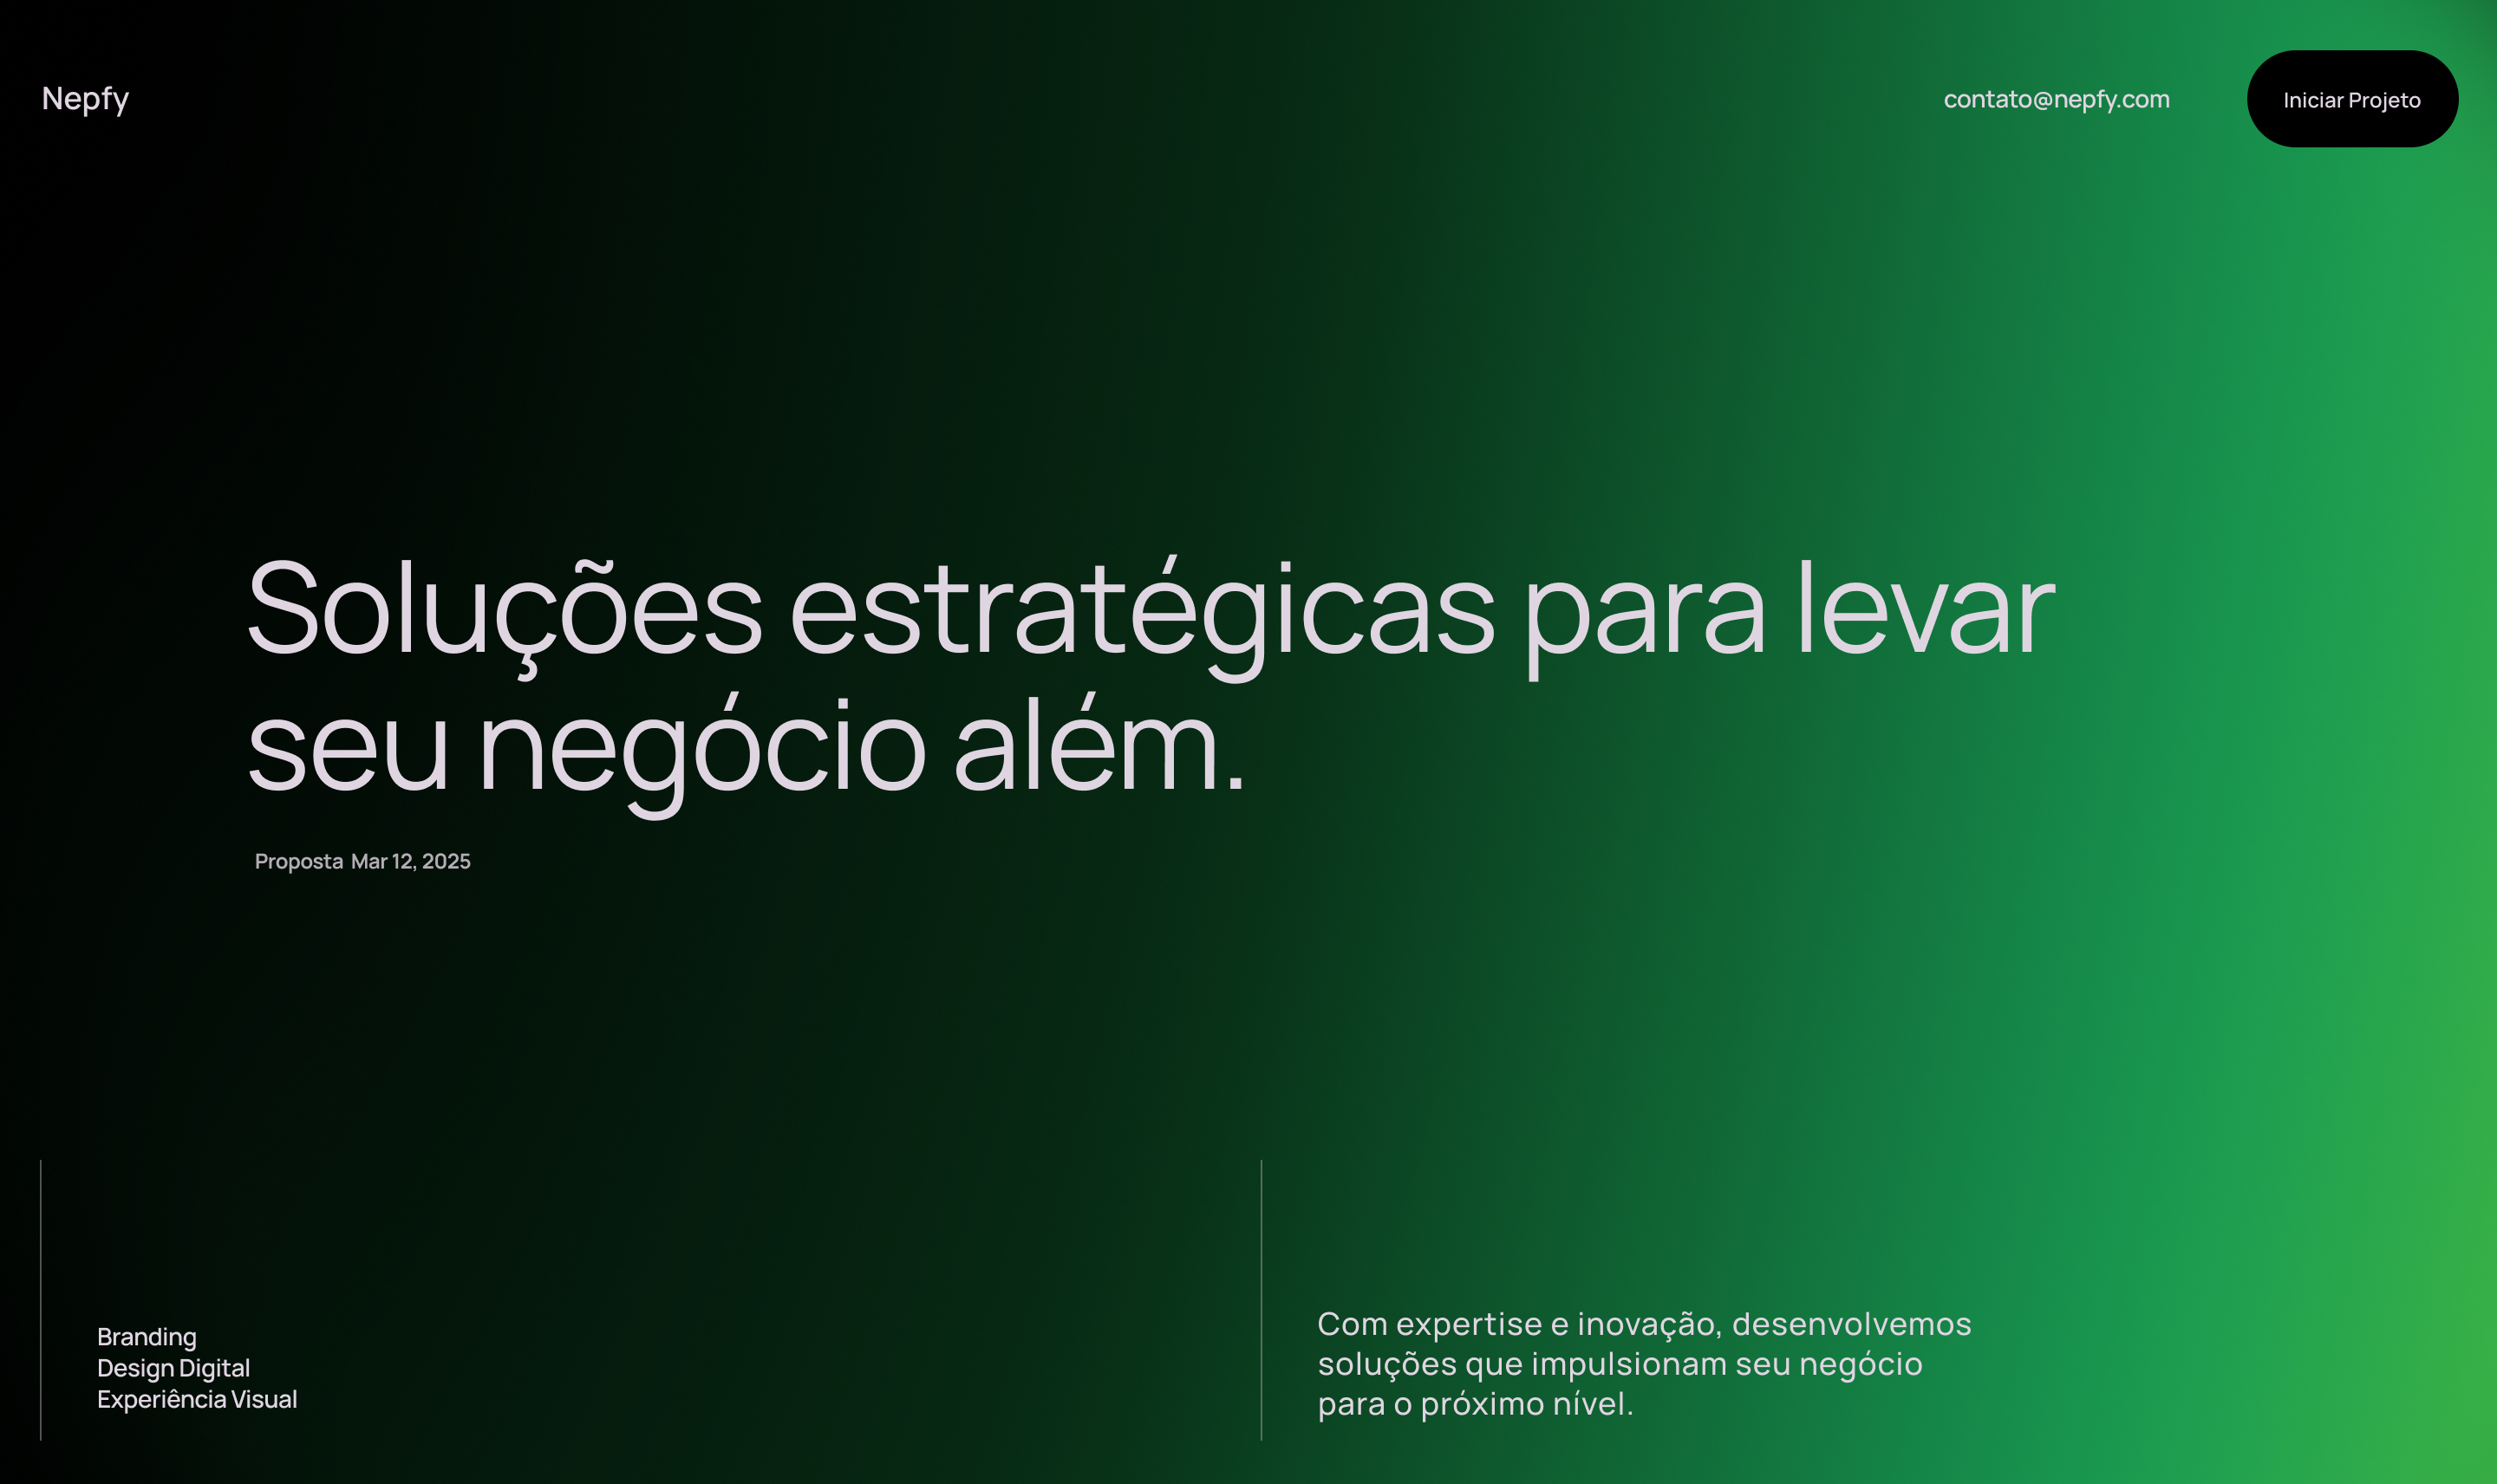 Nepfy
contato@nepfy.com
Iniciar Projeto
Soluções estratégicas para levar
seu negócio além.
Proposta Mar 12, 2025
Branding
Design Digital
Experiência Visual
Com expertise e inovação, desenvolvemos
soluções que impulsionam seu negócio
para o próximo nível.